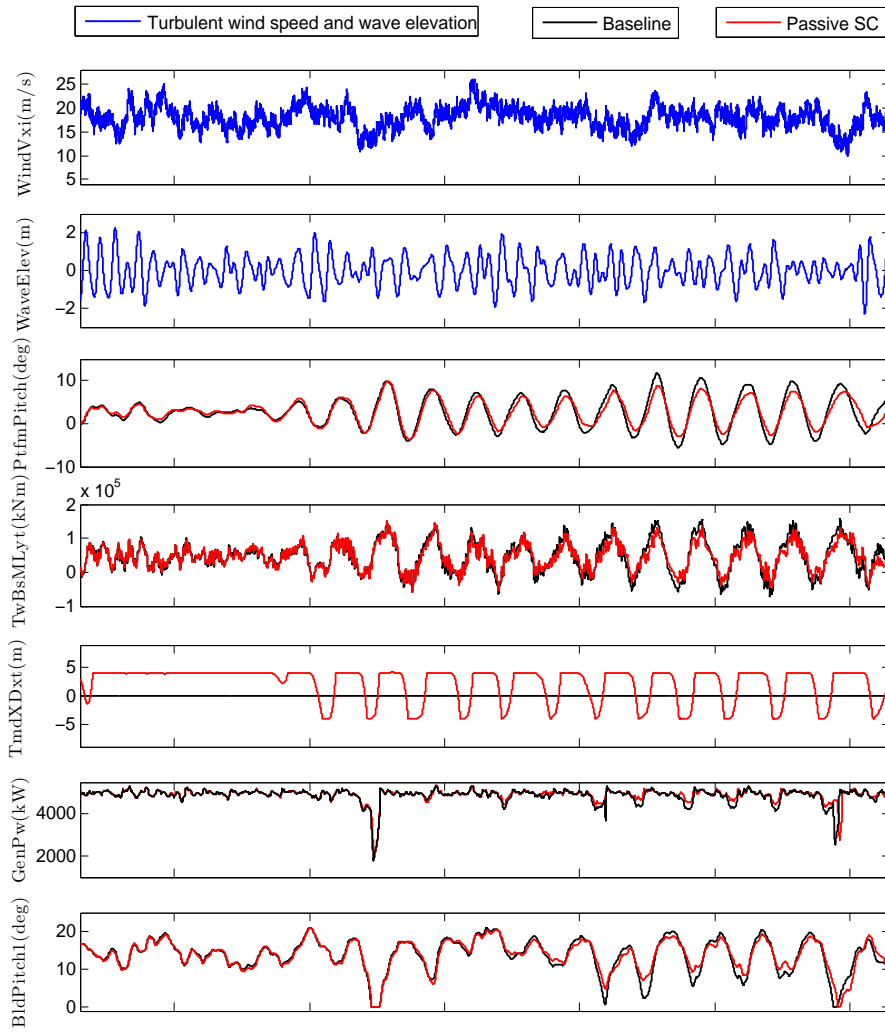 Turbulent wind speed and wave elevation
Baseline
Passive SC
WindVxi(m/s)
25
20
15
10
5
WaveElev(m)
2
0
−2
PtfmPitch(deg)
10
0
−10
TwBsMLyt(kNm)
x 10^5
2
1
0
−1
TmdXDxt(m)
5
0
−5
GenPw(kW)
4000
2000
BldPitch1(deg)
20
10
0